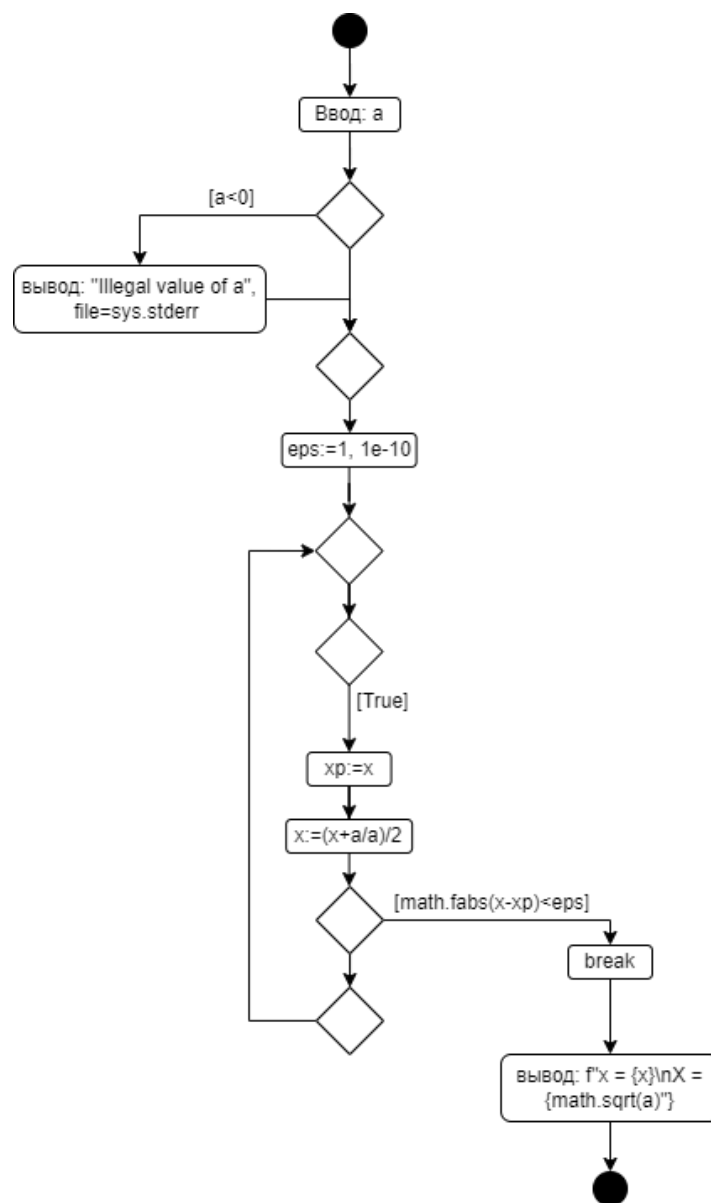 Ввод: a
[a<0]
вывод: "Illegal value of a",
file=sys.stderr
eps:=1, 1e-10
[True]
xp:=x
x:=(x+a/a)/2
[math.fabs(x-xp)<eps]
break
вывод: f"x = {x}\nX =
{math.sqrt(a)"}